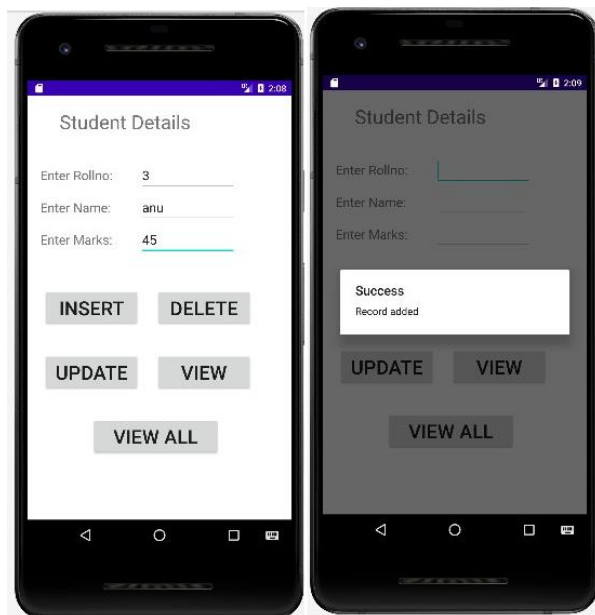 2:08
Student Details
Enter Rollno: 3
Enter Name: anu
Enter Marks: 45
INSERT DELETE
UPDATE VIEW
VIEW ALL
2:09
Student Details
Enter Rollno:
Enter Name:
Enter Marks:
Success
Record added
UPDATE VIEW
VIEW ALL